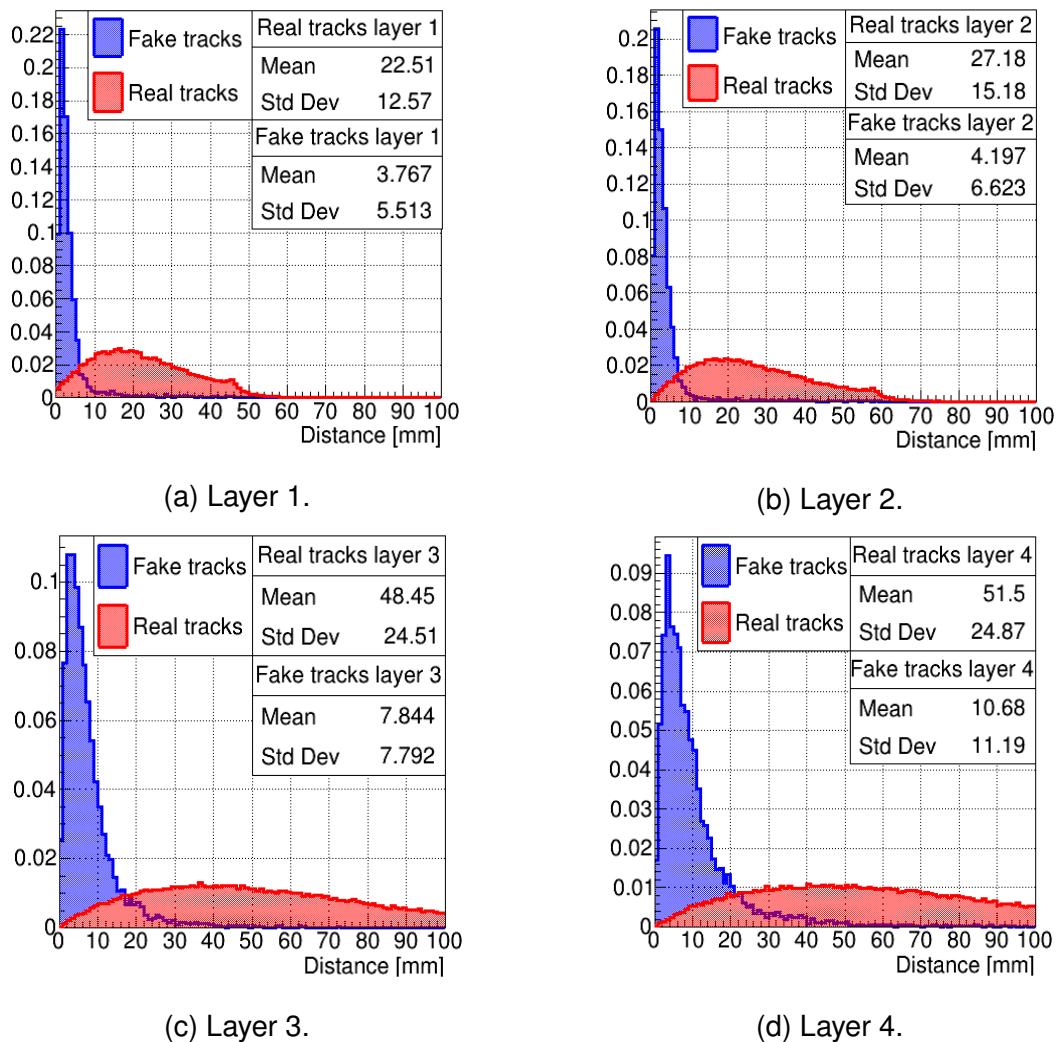 Fake tracks
Real tracks
Real tracks layer 1
Mean 22.51
Std Dev 12.57
Fake tracks layer 1
Mean 3.767
Std Dev 5.513
0.22
0.2
0.18
0.16
0.14
0.12
0.1
0.08
0.06
0.04
0.02
0
0 10 20 30 40 50 60 70 80 90 100
Distance [mm]
(a) Layer 1.
Fake tracks
Real tracks
Real tracks layer 2
Mean 27.18
Std Dev 15.18
Fake tracks layer 2
Mean 4.197
Std Dev 6.623
0.2
0.18
0.16
0.14
0.12
0.1
0.08
0.06
0.04
0.02
0
0 10 20 30 40 50 60 70 80 90 100
Distance [mm]
(b) Layer 2.
Fake tracks
Real tracks
Real tracks layer 3
Mean 48.45
Std Dev 24.51
Fake tracks layer 3
Mean 7.844
Std Dev 7.792
0.1
0.08
0.06
0.04
0.02
0
0 10 20 30 40 50 60 70 80 90 100
Distance [mm]
(c) Layer 3.
Fake tracks
Real tracks
Real tracks layer 4
Mean 51.5
Std Dev 24.87
Fake tracks layer 4
Mean 10.68
Std Dev 11.19
0.09
0.08
0.07
0.06
0.05
0.04
0.03
0.02
0.01
0
0 10 20 30 40 50 60 70 80 90 100
Distance [mm]
(d) Layer 4.